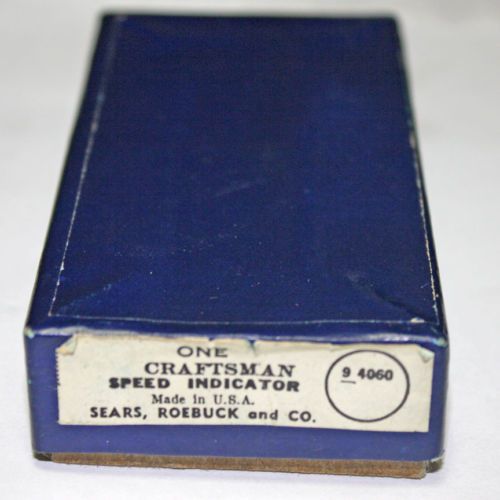 ONE
CRAFTSMAN
SPEED INDICATOR
Made in U.S.A.
SEARS, ROEBUCK and CO.
9 4060